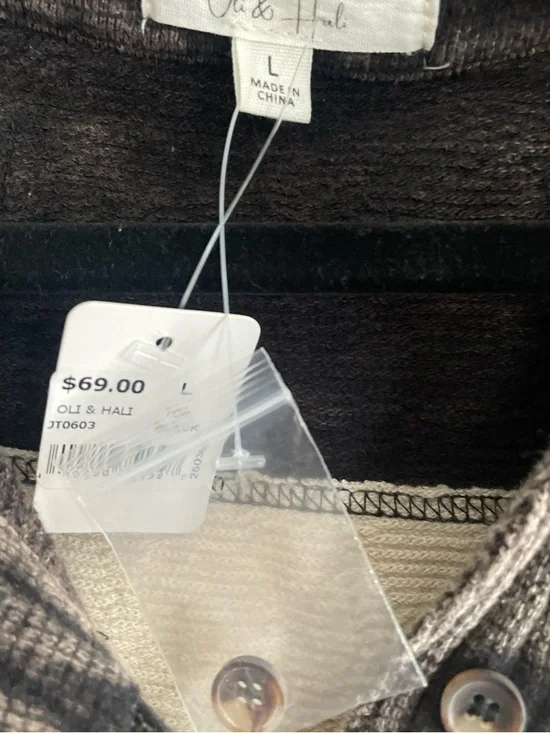 Oli & Hali
L
MADE IN
CHINA
$69.00 L
OLI & HALI
JT0603